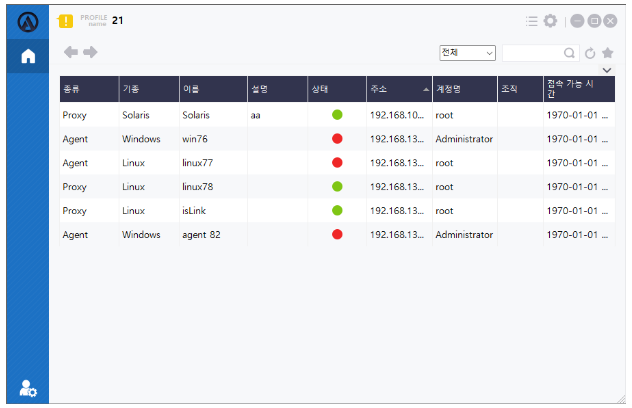 PROFILE
name 21
전체
종류 기종 이름 설명 상태 주소 계정명 조직 접속 가능 시
간
Proxy Solaris Solaris aa 192.168.10... root 1970-01-01 ...
Agent Windows win76 192.168.13... Administrator 1970-01-01 ...
Agent Linux linux77 192.168.13... root 1970-01-01 ...
Proxy Linux linux78 192.168.13... root 1970-01-01 ...
Proxy Linux isLink 192.168.13... root 1970-01-01 ...
Agent Windows agent 82 192.168.13... Administrator 1970-01-01 ...